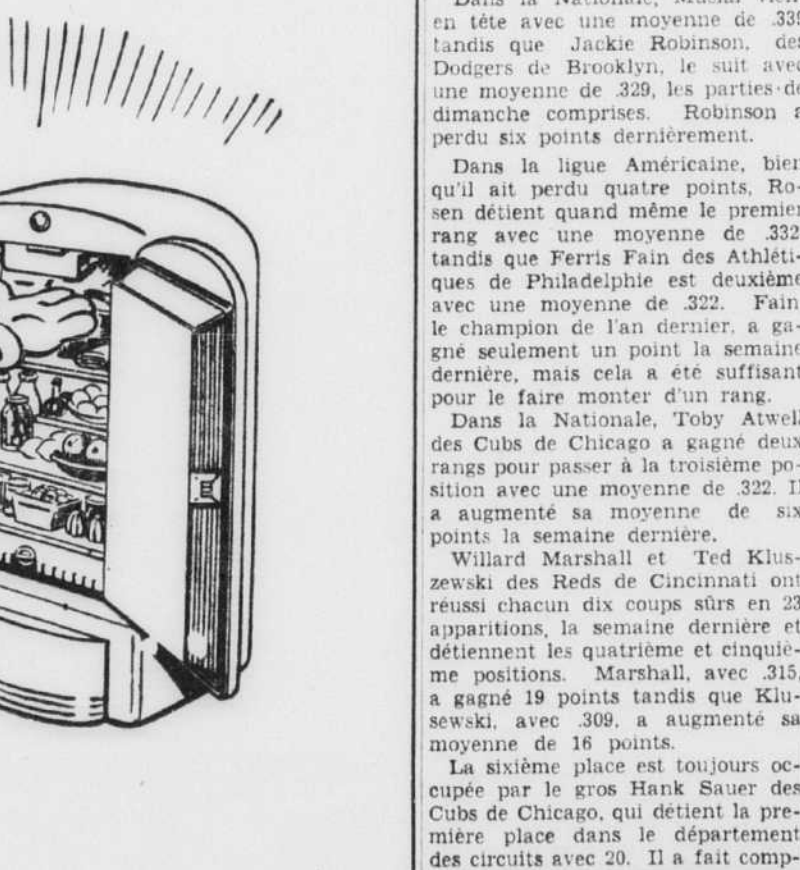 Dans la Nationale, Musial vient
en tête avec une moyenne de .338
tandis que Jackie Robinson, des
Dodgers de Brooklyn, le suit avec
une moyenne de .329, les parties de
dimanche comprises. Robinson a
perdu six points dernièrement.
Dans la ligue Américaine, bien
qu'il ait perdu quatre points, Ro-
sen détient quand même le premier
rang avec une moyenne de .332
tandis que Ferris Fain des Athléti-
ques de Philadelphie est deuxième
avec une moyenne de .322. Fain
le champion de l'an dernier, a ga-
gné seulement un point la semaine
dernière, mais cela a été suffisant
pour le faire monter d'un rang.
Dans la Nationale, Toby Atwell
des Cubs de Chicago a gagné deux
rangs pour passer à la troisième po-
sition avec une moyenne de .322. Il
a augmenté sa moyenne de six
points la semaine dernière.
Willard Marshall et Ted Klus-
zewski des Reds de Cincinnati ont
réussi chacun dix coups sûrs en 23
apparitions, la semaine dernière et
détiennent les quatrième et cinquiè-
me positions. Marshall, avec .315,
a gagné 19 points tandis que Klu-
sewski, avec .309, a augmenté sa
moyenne de 16 points.
La sixième place est toujours oc-
cupée par le gros Hank Sauer des
Cubs de Chicago, qui détient la pre-
mière place dans le département
des circuits avec 20. Il a fait comp-